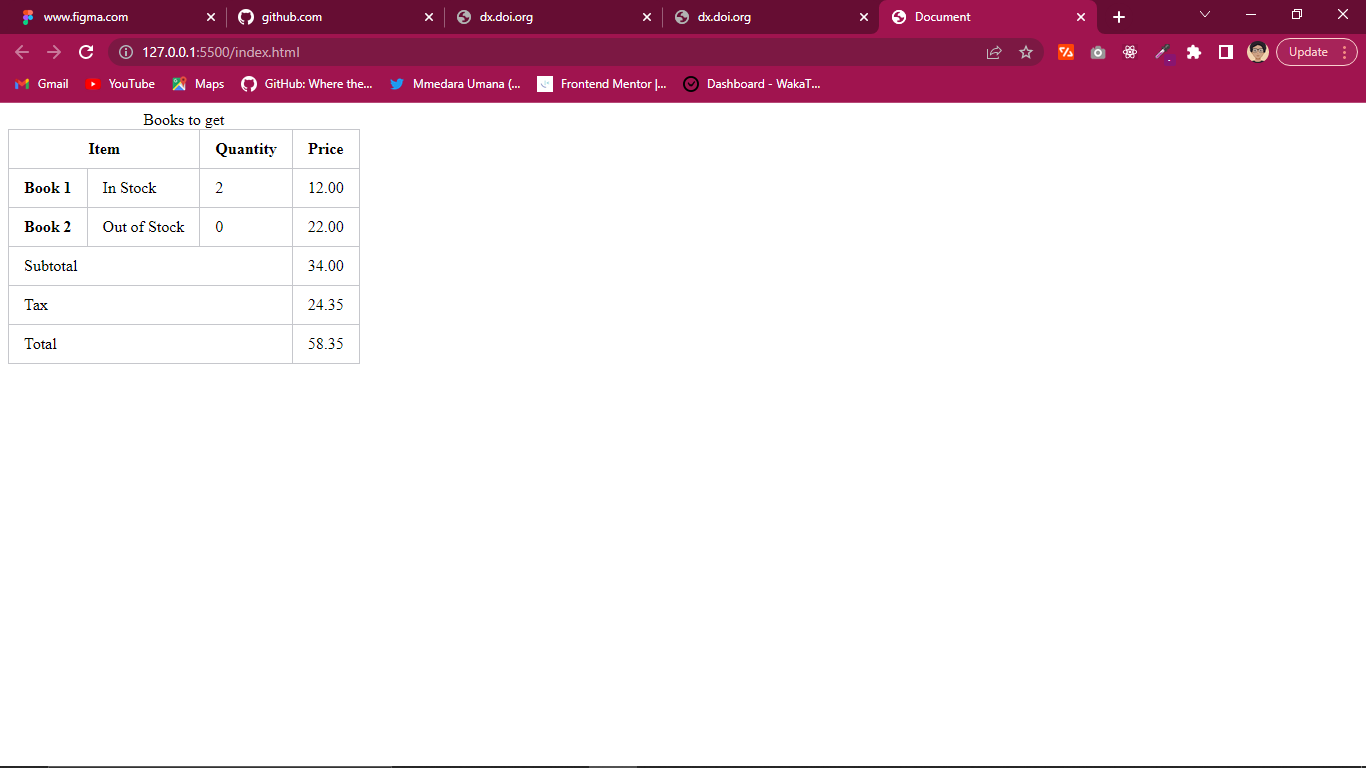 www.figma.com github.com dx.doi.org dx.doi.org Document
127.0.0.1:5500/index.html Update
Gmail YouTube Maps GitHub: Where the... Mmedara Umana (... Frontend Mentor |... Dashboard - WakaT...
Books to get
Item Quantity Price
Book 1 In Stock 2 12.00
Book 2 Out of Stock 0 22.00
Subtotal 34.00
Tax 24.35
Total 58.35